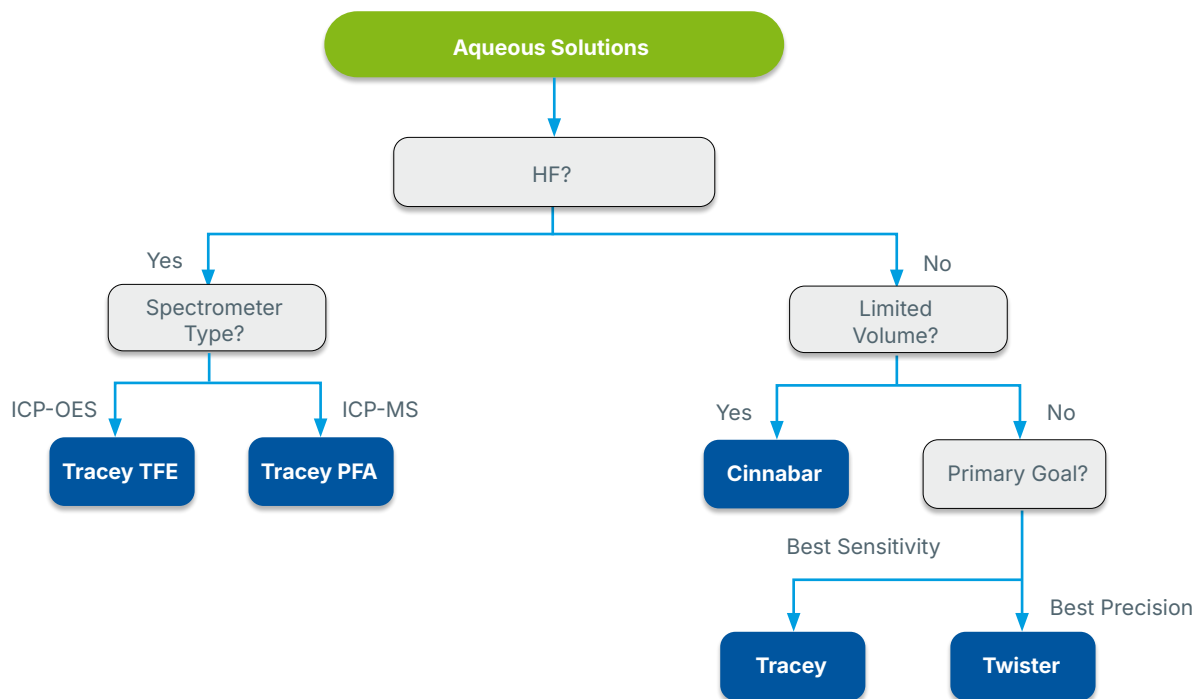 Aqueous Solutions
HF?
Yes
No
Spectrometer
Type?
Limited
Volume?
ICP-OES
ICP-MS
Yes
No
Tracey TFE
Tracey PFA
Cinnabar
Primary Goal?
Best Sensitivity
Best Precision
Tracey
Twister